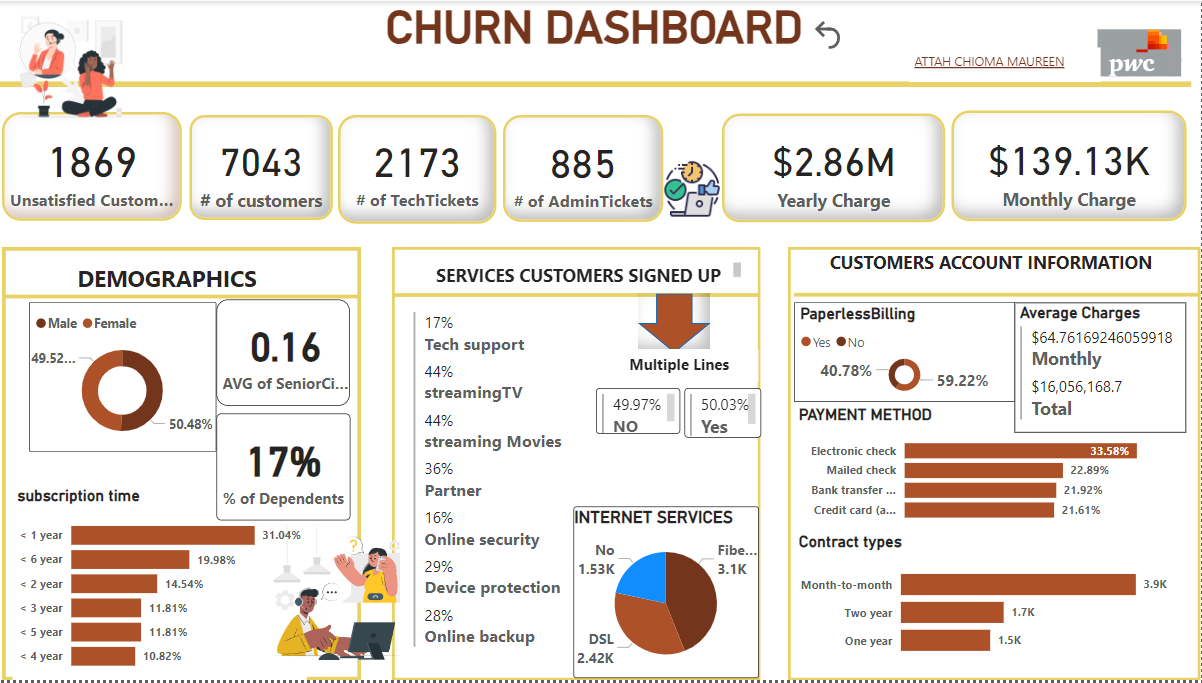 CHURN DASHBOARD
ATTAH CHIOMA MAUREEN
pwc
1869
Unsatisfied Custom...
7043
# of customers
2173
# of TechTickets
885
# of AdminTickets
$2.86M
Yearly Charge
$139.13K
Monthly Charge
DEMOGRAPHICS
Male Female
49.52...
50.48%
0.16
AVG of SeniorCi...
17%
% of Dependents
subscription time
< 1 year 31.04%
< 6 year 19.98%
< 2 year 14.54%
< 3 year 11.81%
< 5 year 11.81%
< 4 year 10.82%
SERVICES CUSTOMERS SIGNED UP
17%
Tech support
44%
streamingTV
44%
streaming Movies
36%
Partner
16%
Online security
29%
Device protection
28%
Online backup
Multiple Lines
49.97%
NO
50.03%
Yes
INTERNET SERVICES
No
1.53K
Fibe...
3.1K
DSL
2.42K
CUSTOMERS ACCOUNT INFORMATION
PaperlessBilling
Yes No
40.78%
59.22%
Average Charges
$64.76169246059918
Monthly
$16,056,168.7
Total
PAYMENT METHOD
Electronic check 33.58%
Mailed check 22.89%
Bank transfer ... 21.92%
Credit card (a... 21.61%
Contract types
Month-to-month 3.9K
Two year 1.7K
One year 1.5K